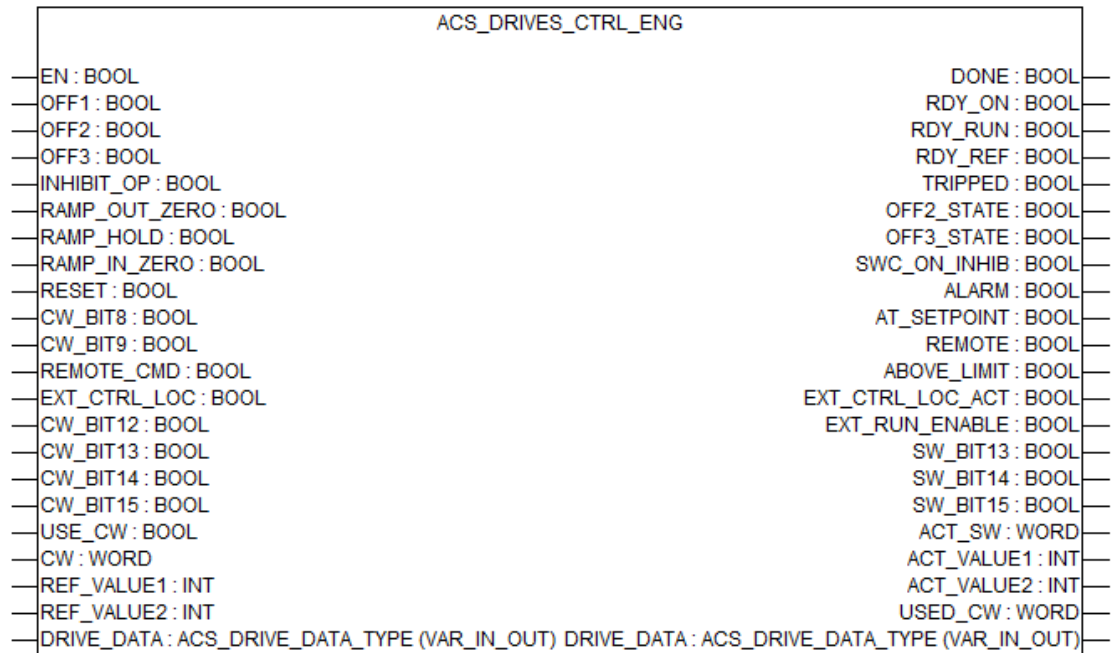 ACS_DRIVES_CTRL_ENG
EN : BOOL DONE : BOOL
OFF1 : BOOL RDY_ON : BOOL
OFF2 : BOOL RDY_RUN : BOOL
OFF3 : BOOL RDY_REF : BOOL
INHIBIT_OP : BOOL TRIPPED : BOOL
RAMP_OUT_ZERO : BOOL OFF2_STATE : BOOL
RAMP_HOLD : BOOL OFF3_STATE : BOOL
RAMP_IN_ZERO : BOOL SWC_ON_INHIB : BOOL
RESET : BOOL ALARM : BOOL
CW_BIT8 : BOOL AT_SETPOINT : BOOL
CW_BIT9 : BOOL REMOTE : BOOL
REMOTE_CMD : BOOL ABOVE_LIMIT : BOOL
EXT_CTRL_LOC : BOOL EXT_CTRL_LOC_ACT : BOOL
CW_BIT12 : BOOL EXT_RUN_ENABLE : BOOL
CW_BIT13 : BOOL SW_BIT13 : BOOL
CW_BIT14 : BOOL SW_BIT14 : BOOL
CW_BIT15 : BOOL SW_BIT15 : BOOL
USE_CW : BOOL ACT_SW : WORD
CW : WORD ACT_VALUE1 : INT
REF_VALUE1 : INT ACT_VALUE2 : INT
REF_VALUE2 : INT USED_CW : WORD
DRIVE_DATA : ACS_DRIVE_DATA_TYPE (VAR_IN_OUT) DRIVE_DATA : ACS_DRIVE_DATA_TYPE (VAR_IN_OUT)